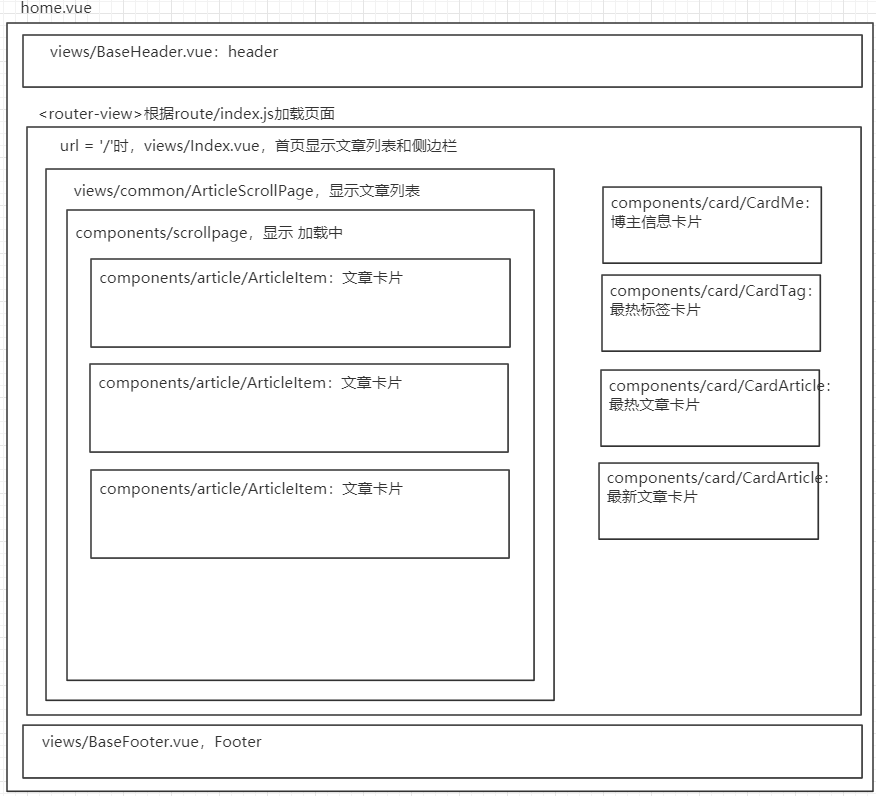 home.vue
views/BaseHeader.vue：header
<router-view>根据route/index.js加载页面
url = '/'时，views/Index.vue，首页显示文章列表和侧边栏
views/common/ArticleScrollPage，显示文章列表
components/scrollpage，显示 加载中
components/article/ArticleItem：文章卡片
components/article/ArticleItem：文章卡片
components/article/ArticleItem：文章卡片
components/card/CardMe：
博主信息卡片
components/card/CardTag：
最热标签卡片
components/card/CardArticle：
最热文章卡片
components/card/CardArticle：
最新文章卡片
views/BaseFooter.vue，Footer